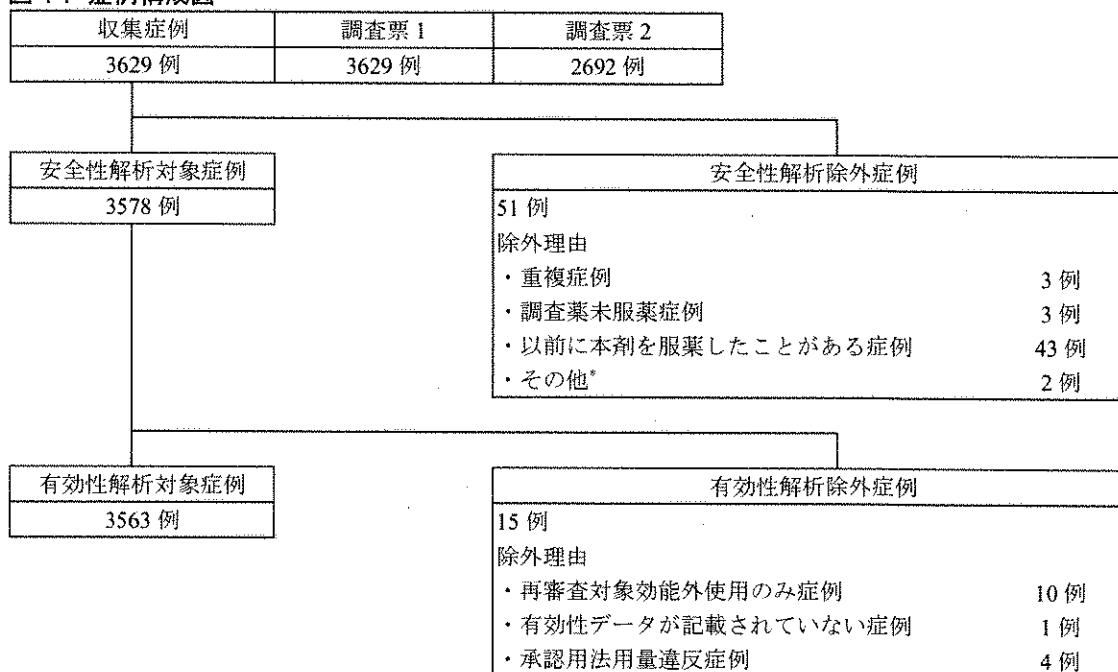 収集症例 調査票 1 調査票 2
3629 例 3629 例 2692 例
安全性解析対象症例
3578 例
安全性解析除外症例
51 例
除外理由
・重複症例 3 例
・調査薬未服薬症例 3 例
・以前に本剤を服薬したことがある症例 43 例
・その他* 2 例
有効性解析対象症例
3563 例
有効性解析除外症例
15 例
除外理由
・再審査対象効能外使用のみ症例 10 例
・有効性データが記載されていない症例 1 例
・承認用法用量違反症例 4 例